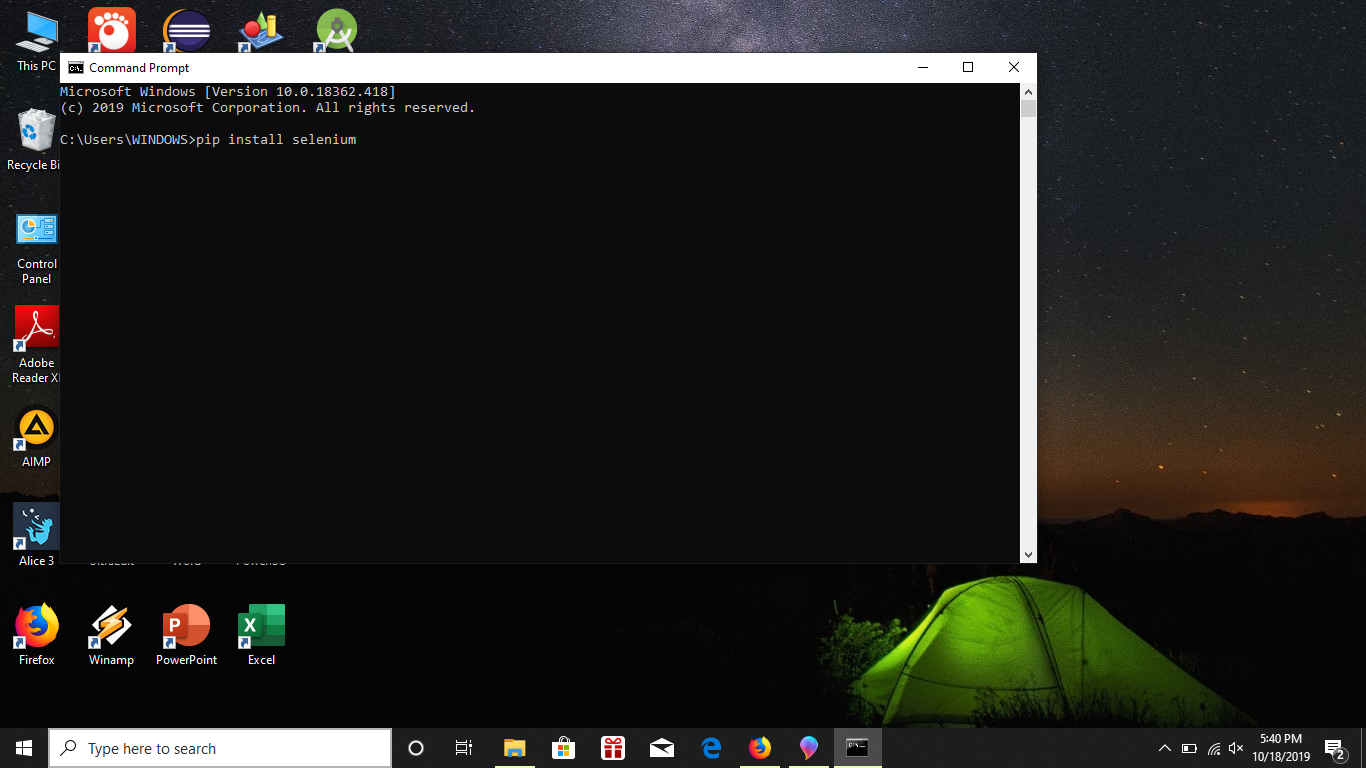 This PC
Command Prompt
Microsoft Windows [Version 10.0.18362.418]
(c) 2019 Microsoft Corporation. All rights reserved.
C:\Users\WINDOWS>pip install selenium
Recycle Bi
Control
Panel
Adobe
Reader X
AIMP
Alice 3
Firefox
Winamp
PowerPoint
Excel
Type here to search
5:40 PM
10/18/2019
2